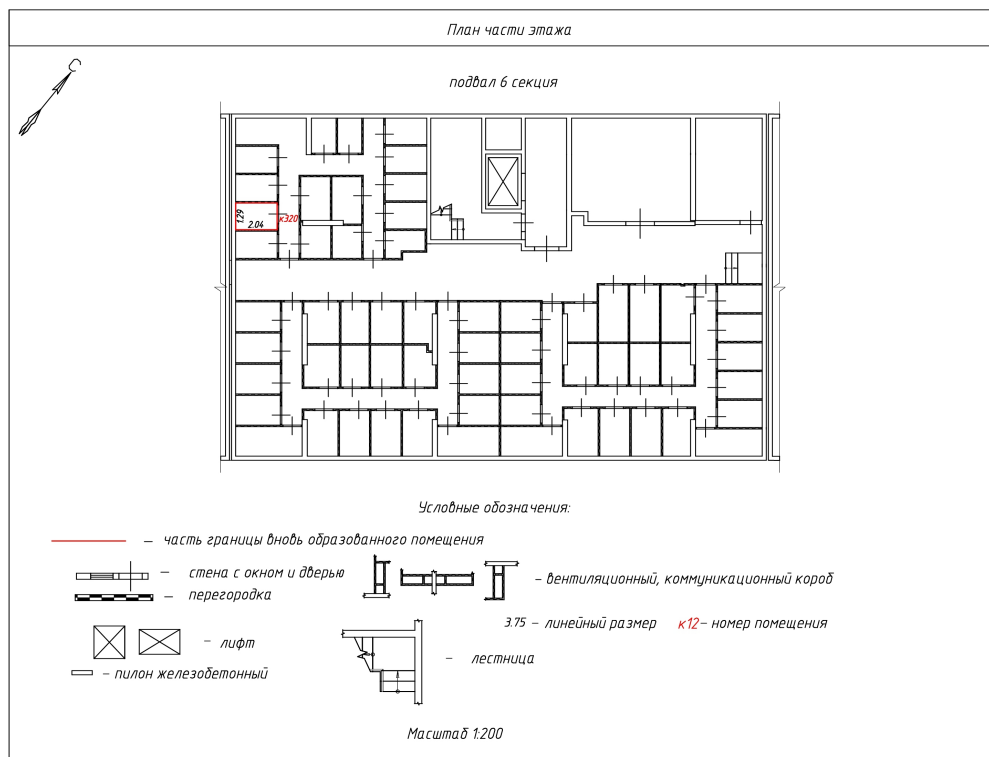 План части этажа
С
подвал 6 секция
1.29
2.04
к320
Условные обозначения:
— часть границы вновь образованного помещения
— стена с окном и дверью
— перегородка
— вентиляционный, коммуникационный короб
3.75 — линейный размер к12 — номер помещения
— лифт
— лестница
— пилон железобетонный
Масштаб 1:200